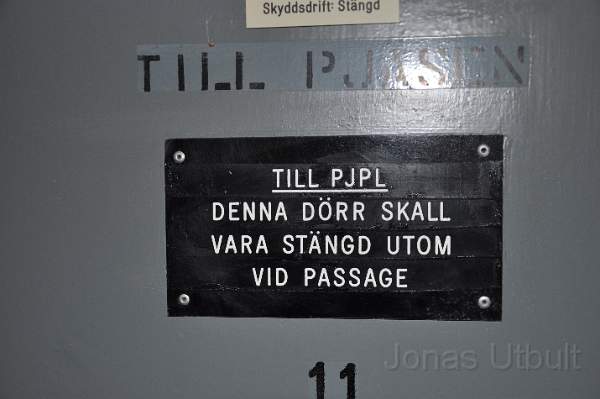 Skyddsdrift: Stängd
TILL
TILL PJPL
DENNA DÖRR SKALL
VARA STÄNGD UTOM
VID PASSAGE
11
Jonas Utbult